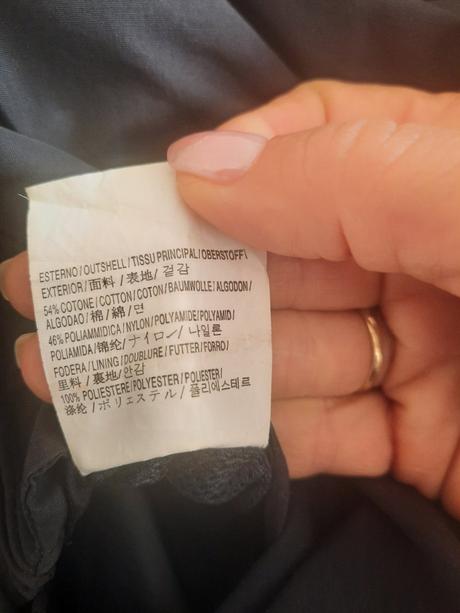 ESTERNO/OUTSHELL/TISSU PRINCIPAL/OBERSTOFF\
EXTERIOR/面料/表地/겉감
54% COTONE/COTTON/COTON/BAUMWOLLE/ALGODON/
ALGODAO/棉/綿/면
46% POLIAMMIDICA/NYLON/POLYAMIDE/POLYAMID/
POLIAMIDA/锦纶/ナイロン/나일론
FODERA/LINING/DOUBLURE/FUTTER/FORRO/
里料/裏地/안감
100% POLIESTERE/POLYESTER/POLIESTER/
涤纶/ポリエステル/폴리에스테르